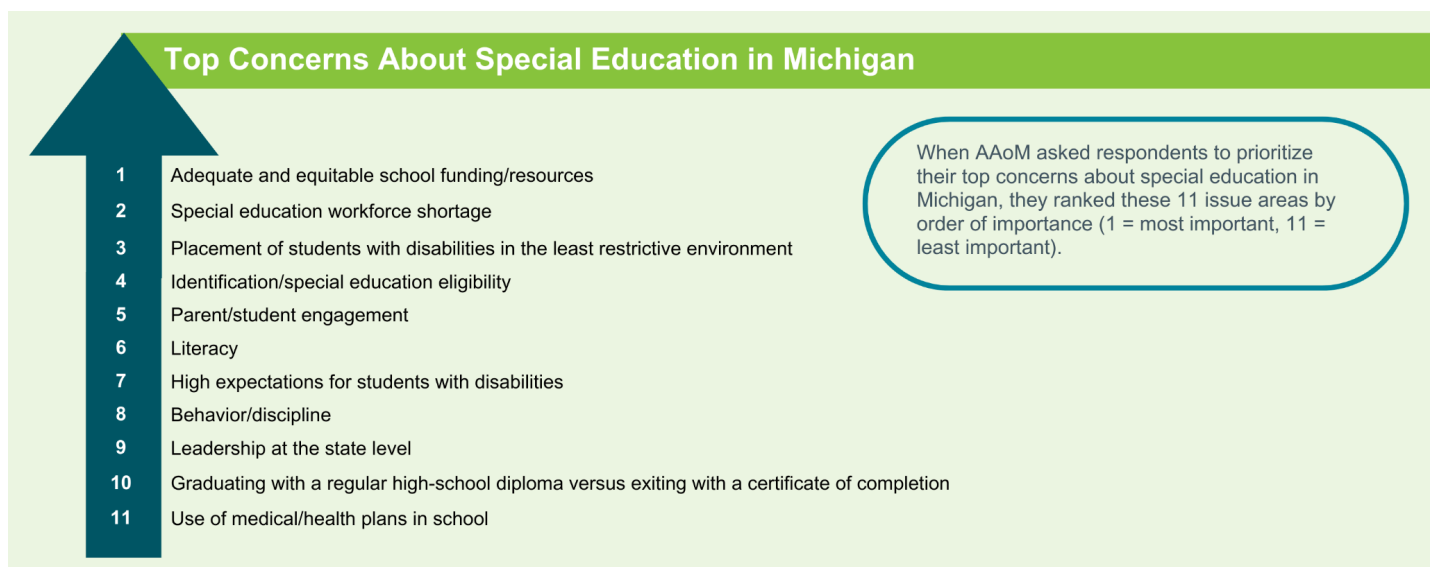 Top Concerns About Special Education in Michigan
When AAoM asked respondents to prioritize
their top concerns about special education in
Michigan, they ranked these 11 issue areas by
order of importance (1 = most important, 11 =
least important).
1 Adequate and equitable school funding/resources
2 Special education workforce shortage
3 Placement of students with disabilities in the least restrictive environment
4 Identification/special education eligibility
5 Parent/student engagement
6 Literacy
7 High expectations for students with disabilities
8 Behavior/discipline
9 Leadership at the state level
10 Graduating with a regular high-school diploma versus exiting with a certificate of completion
11 Use of medical/health plans in school